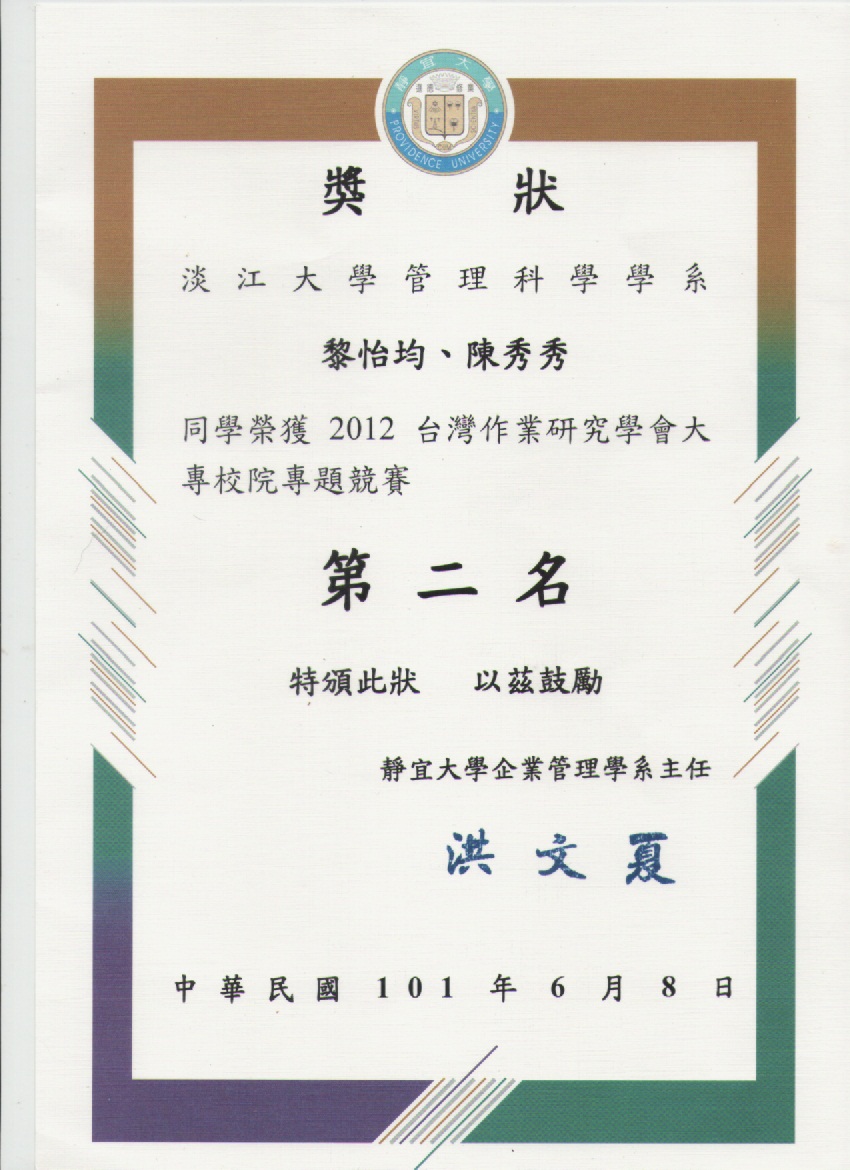 靜宜大學
PROVIDENCE UNIVERSITY
獎 狀
淡江大學管理科學學系
黎怡均、陳秀秀
同學榮獲 2012 台灣作業研究學會大
專校院專題競賽
第二名
特頒此狀 以茲鼓勵
靜宜大學企業管理學系主任
洪文夏
中華民國 101 年 6 月 8 日